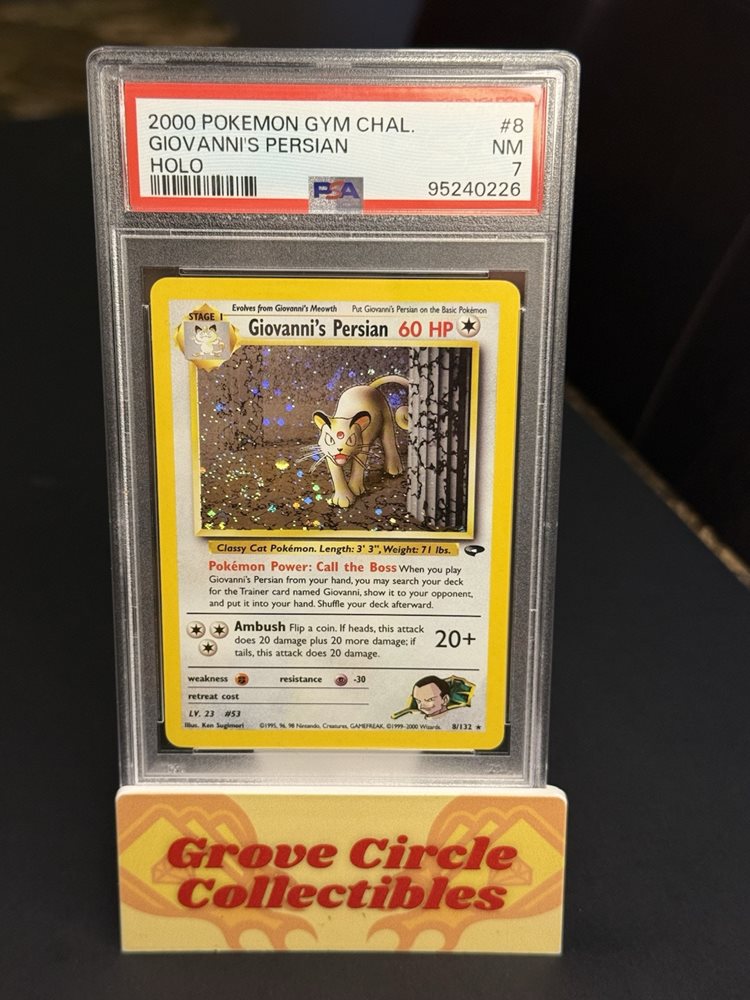 2000 POKEMON GYM CHAL. #8
GIOVANNI'S PERSIAN NM
HOLO 7
PSA 95240226
Evolves from Giovanni's Meowth Put Giovanni's Persian on the Basic Pokémon
STAGE 1
Giovanni's Persian 60 HP
Classy Cat Pokémon. Length: 3' 3", Weight: 71 lbs.
Pokémon Power: Call the Boss When you play
Giovanni's Persian from your hand, you may search your deck
for the Trainer card named Giovanni, show it to your opponent,
and put it into your hand. Shuffle your deck afterward.
Ambush Flip a coin. If heads, this attack
does 20 damage plus 20 more damage; if
tails, this attack does 20 damage.
20+
weakness resistance -30
retreat cost
LV. 23 #53
Illus. Ken Sugimori ©1995, 96, 98 Nintendo, Creatures, GAMEFREAK. ©1999-2000 Wizards. 8/132 ★
Grove Circle
Collectibles